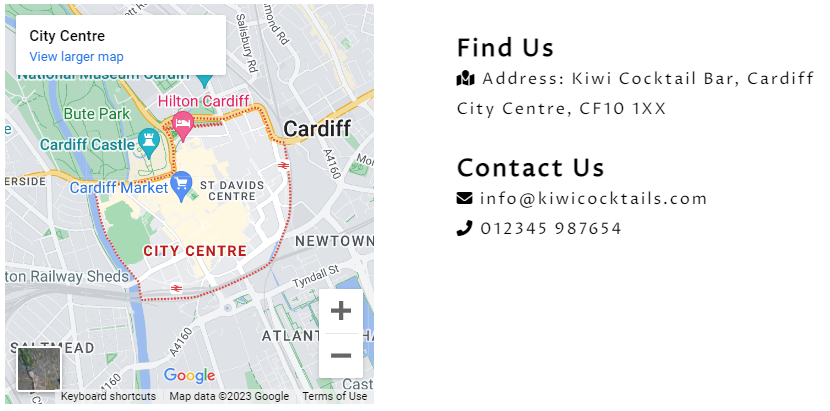 City Centre
View larger map
Salisbury Rd
mond Rd
National Museum Cardiff
Hilton Cardiff
Bute Park
Cardiff
Cardiff Castle
A4160
ERSIDE
Cardiff Market
ST DAVIDS
CENTRE
CITY CENTRE
NEWTOWN
ton Railway Sheds
Tyndall St
A4160
SALTMEAD
Google
Keyboard shortcuts
Map data ©2023 Google
Terms of Use
Find Us
Address: Kiwi Cocktail Bar, Cardiff
City Centre, CF10 1XX
Contact Us
info@kiwicocktails.com
012345 987654